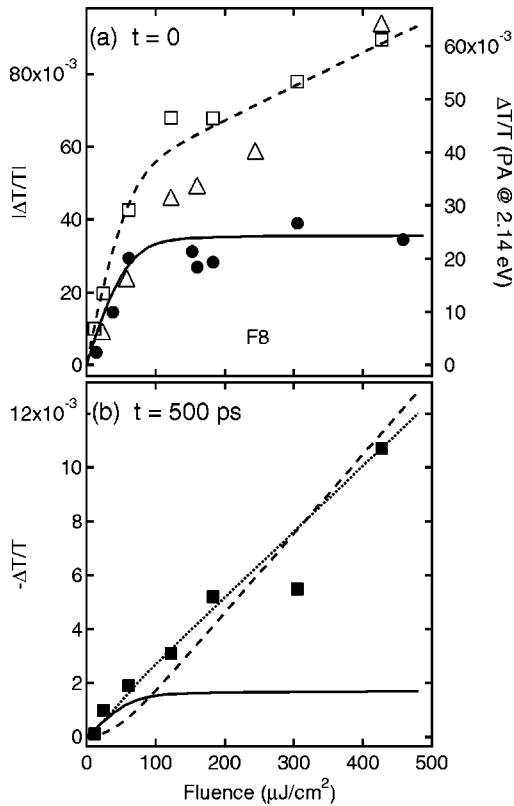 (a) t = 0
80x10⁻³
60
40
20
0
|ΔT/T|
60x10⁻³
50
40
30
20
10
0
ΔT/T (PA @ 2.14 eV)
F8
(b) t = 500 ps
12x10⁻³
10
8
6
4
2
0
-ΔT/T
0 100 200 300 400 500
Fluence (μJ/cm²)